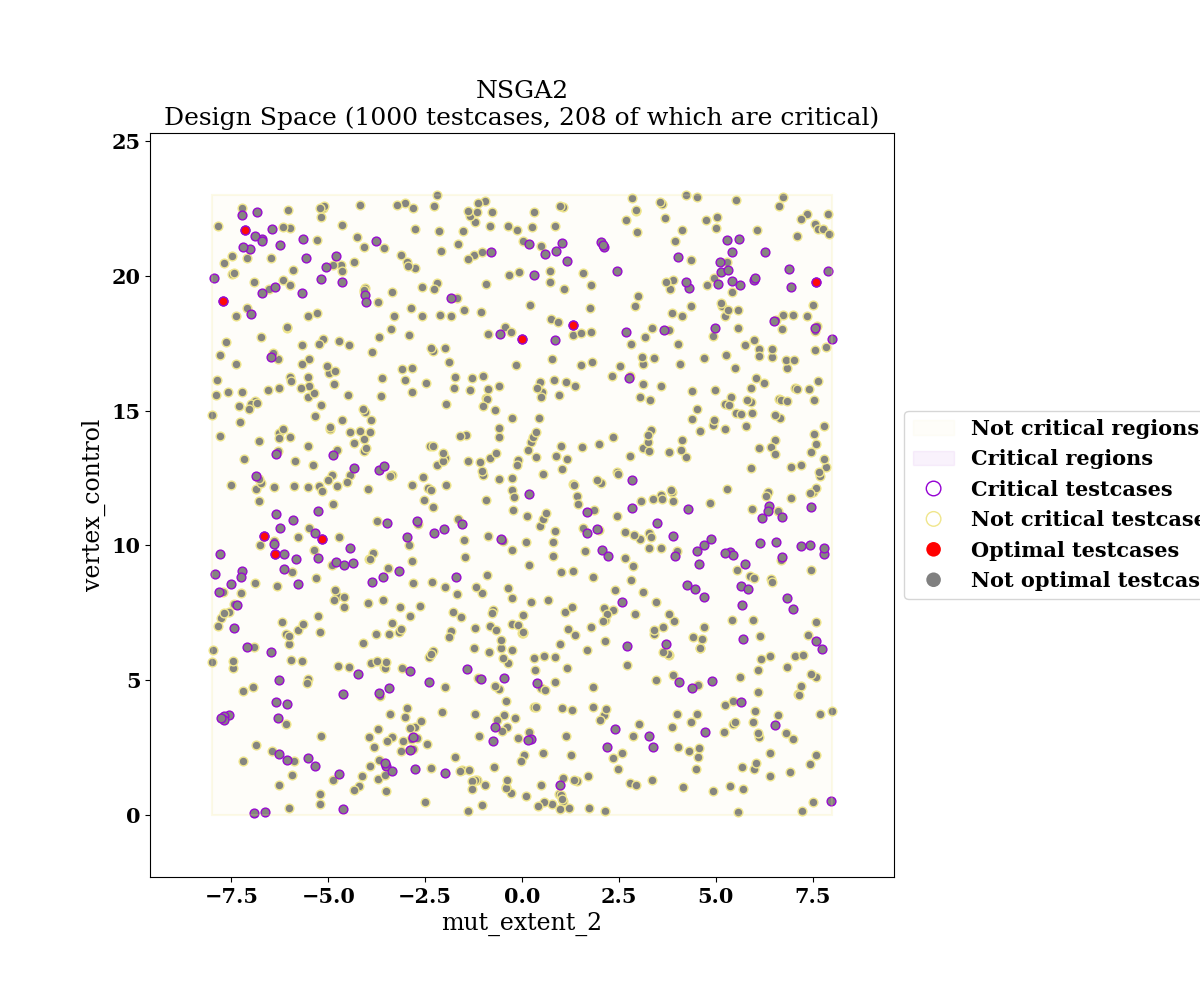 NSGA2
Design Space (1000 testcases, 208 of which are critical)
25
20
15
10
5
0
vertex_control
−7.5 −5.0 −2.5 0.0 2.5 5.0 7.5
mut_extent_2
Not critical regions
Critical regions
Critical testcases
Not critical testcase
Optimal testcases
Not optimal testcas